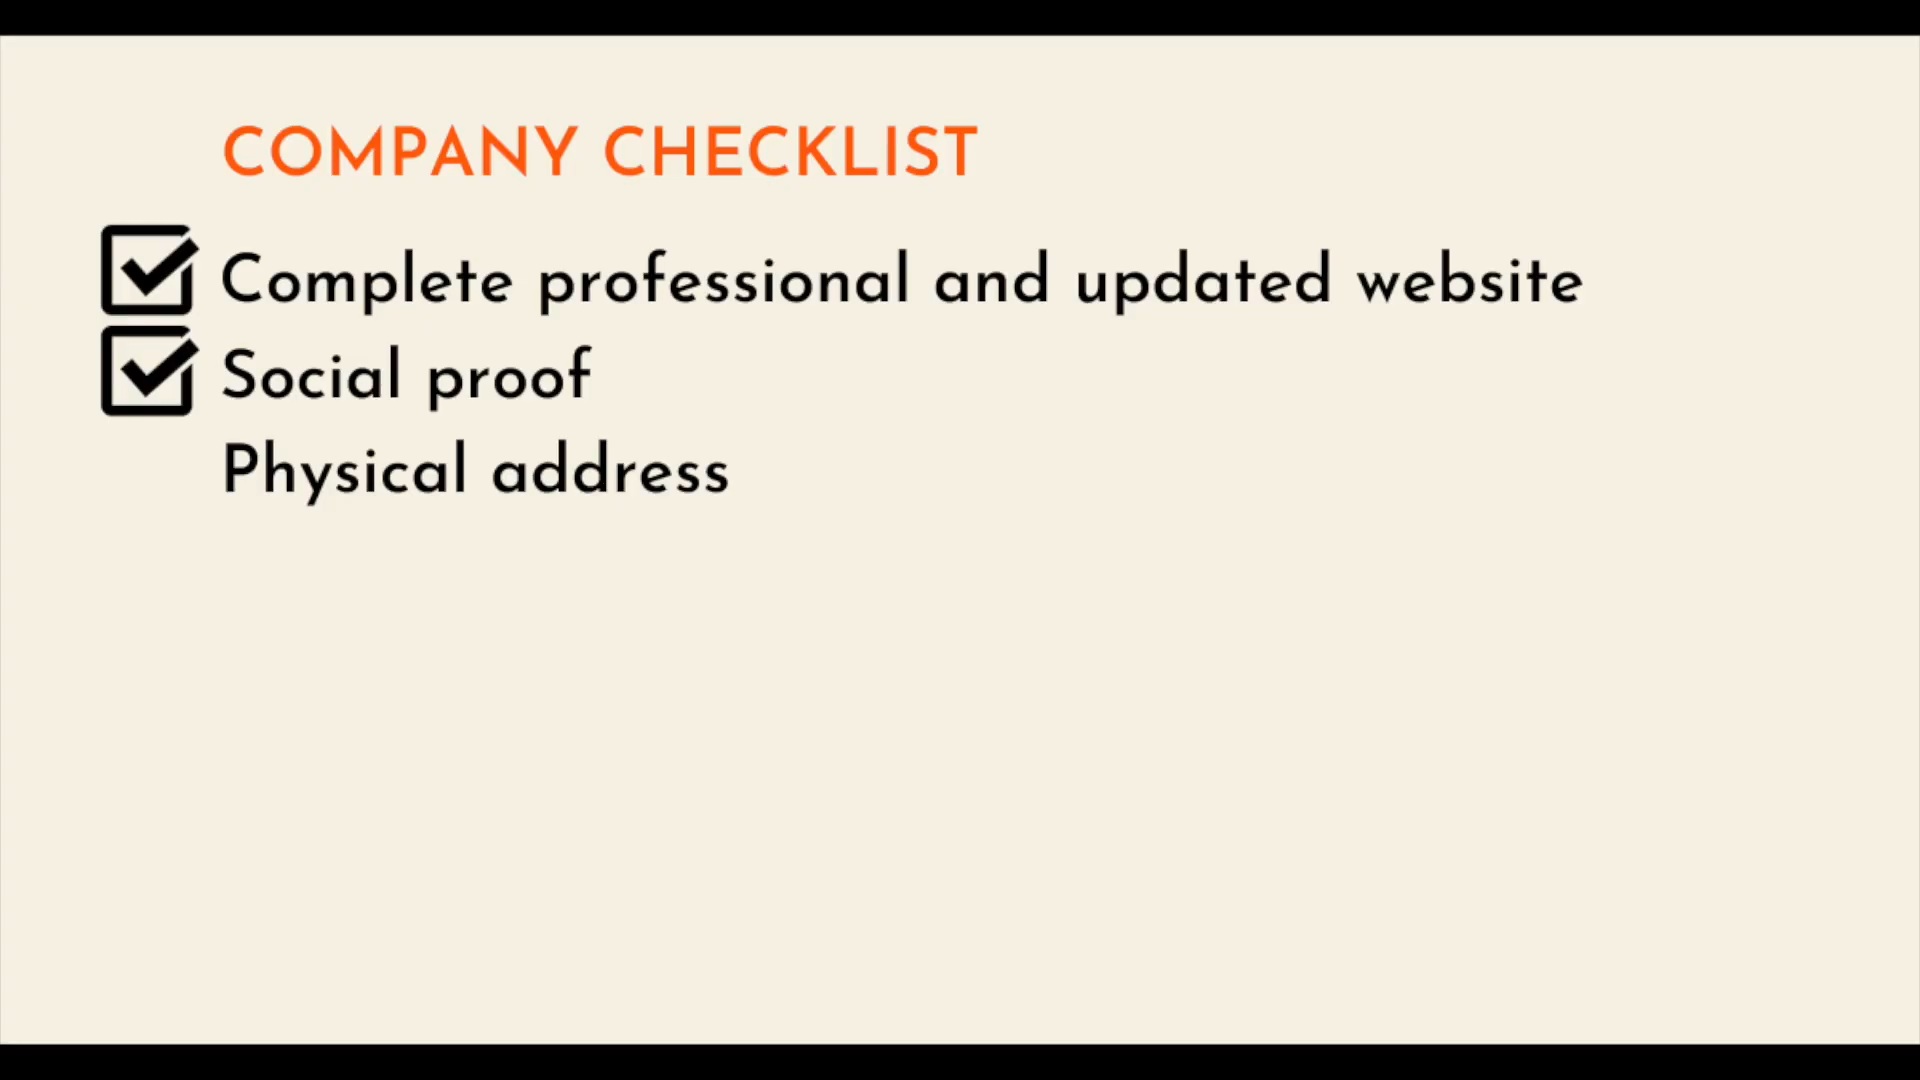 COMPANY CHECKLIST
Complete professional and updated website
Social proof
Physical address